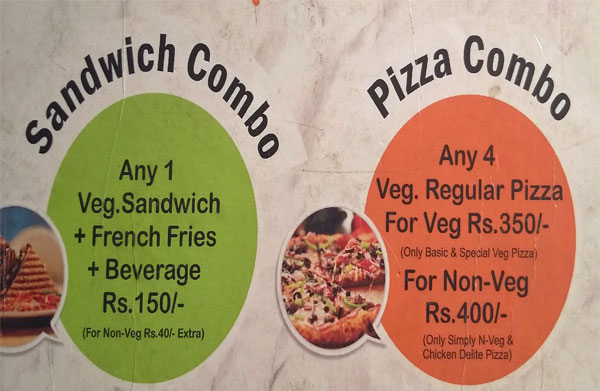 Sandwich Combo
Any 1
Veg.Sandwich
+ French Fries
+ Beverage
Rs.150/-
(For Non-Veg Rs.40/- Extra)
Pizza Combo
Any 4
Veg. Regular Pizza
For Veg Rs.350/-
(Only Basic & Special Veg Pizza)
For Non-Veg
Rs.400/-
(Only Simply N-Veg &
Chicken Delite Pizza)